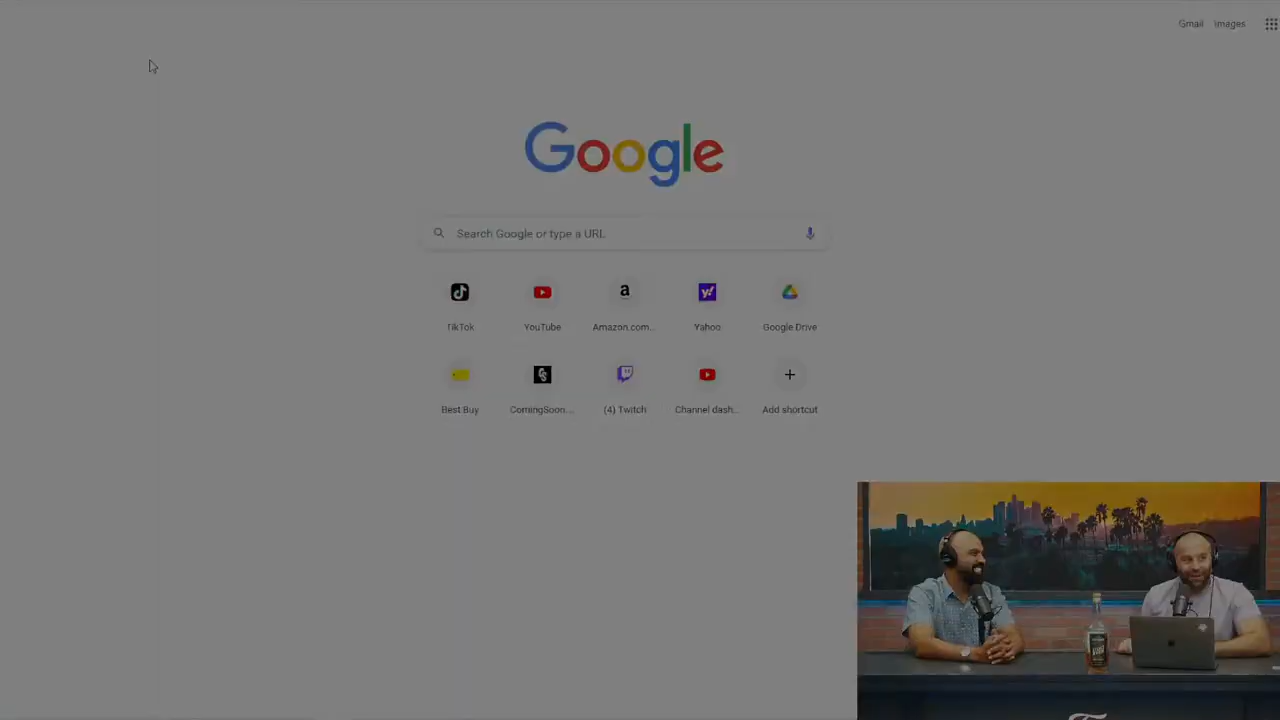 Gmail Images
Google
Search Google or type a URL
TikTok YouTube Amazon.com... Yahoo Google Drive
Best Buy ComingSoon... (4) Twitch Channel dash... Add shortcut